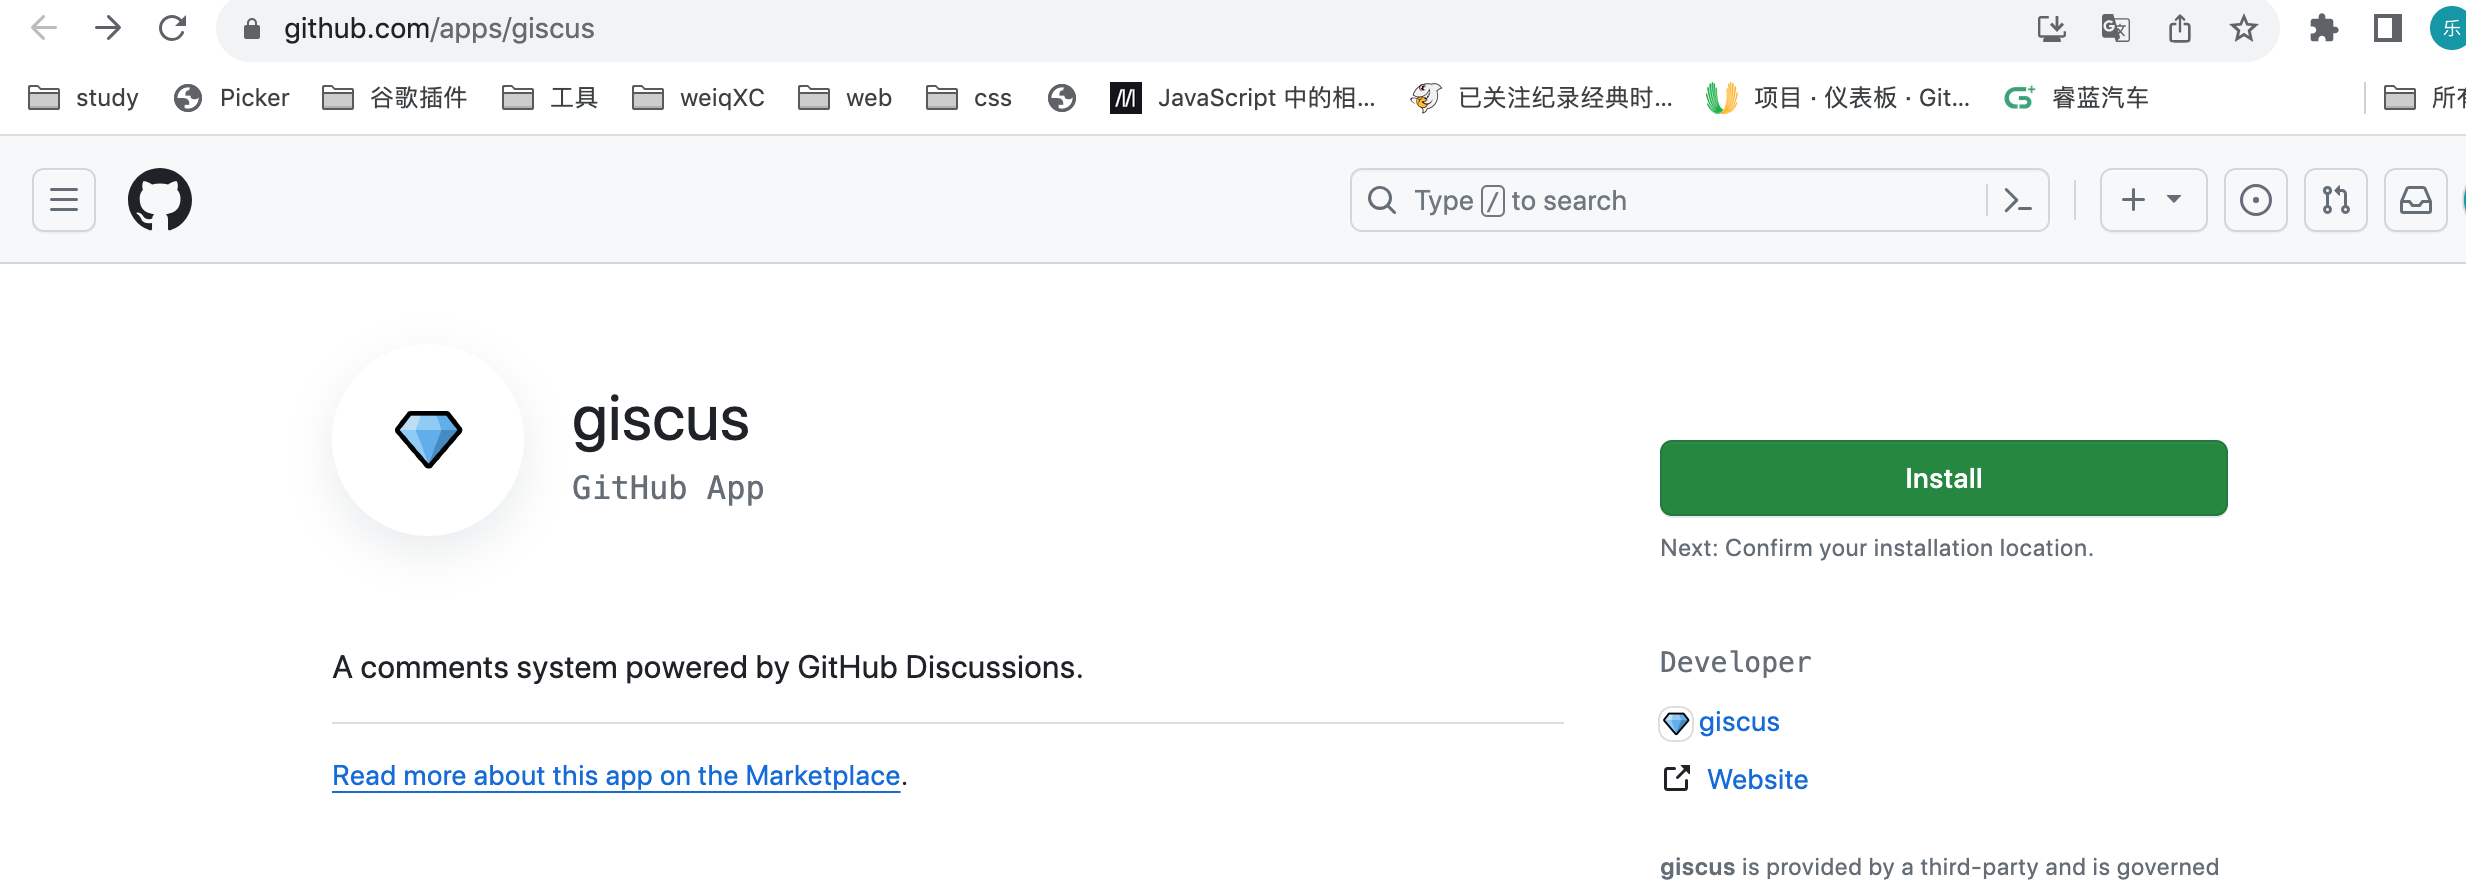 github.com/apps/giscus
乐
study Picker 谷歌插件 工具 weiqXC web css JavaScript 中的相... 已关注纪录经典时... 项目 · 仪表板 · Git... 睿蓝汽车 所有
Type / to search
giscus
GitHub App
Install
Next: Confirm your installation location.
A comments system powered by GitHub Discussions.
Developer
giscus
Read more about this app on the Marketplace.
Website
giscus is provided by a third-party and is governed